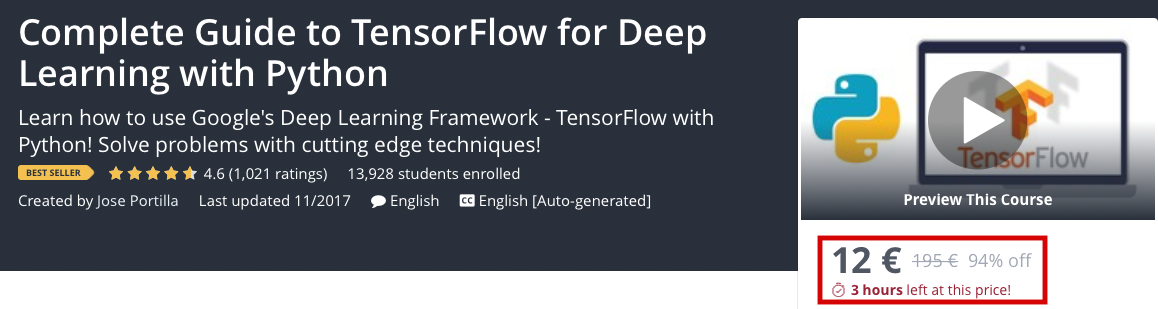 Complete Guide to TensorFlow for Deep
Learning with Python
Learn how to use Google's Deep Learning Framework - TensorFlow with
Python! Solve problems with cutting edge techniques!
BEST SELLER 4.6 (1,021 ratings) 13,928 students enrolled
Created by Jose Portilla Last updated 11/2017 English CC English [Auto-generated]
TensorFlow
Preview This Course
12 € 195 € 94% off
3 hours left at this price!